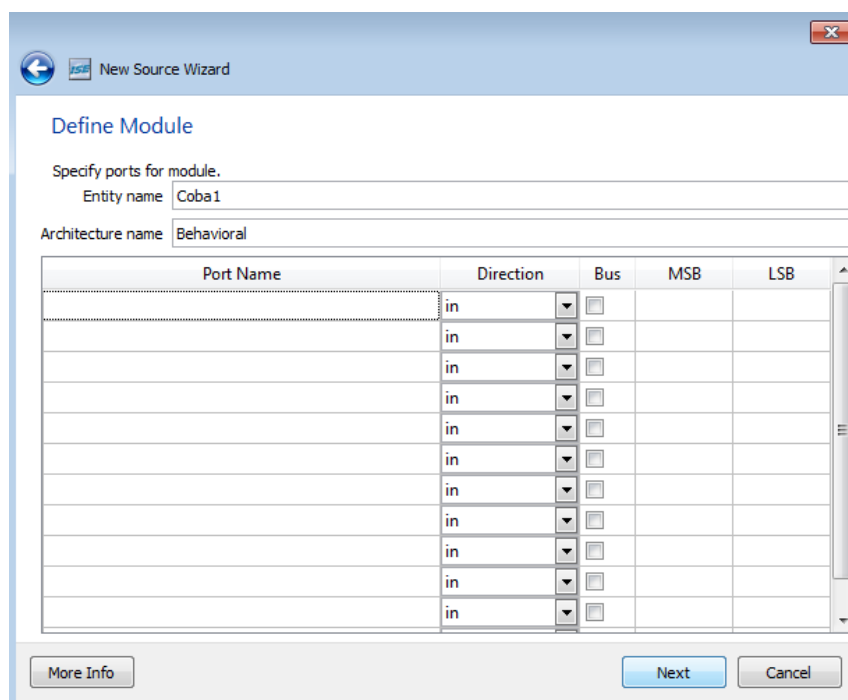 ISE New Source Wizard
Define Module
Specify ports for module.
Entity name Coba1
Architecture name Behavioral
Port Name Direction Bus MSB LSB
in
in
in
in
in
in
in
in
in
in
in
More Info Next Cancel